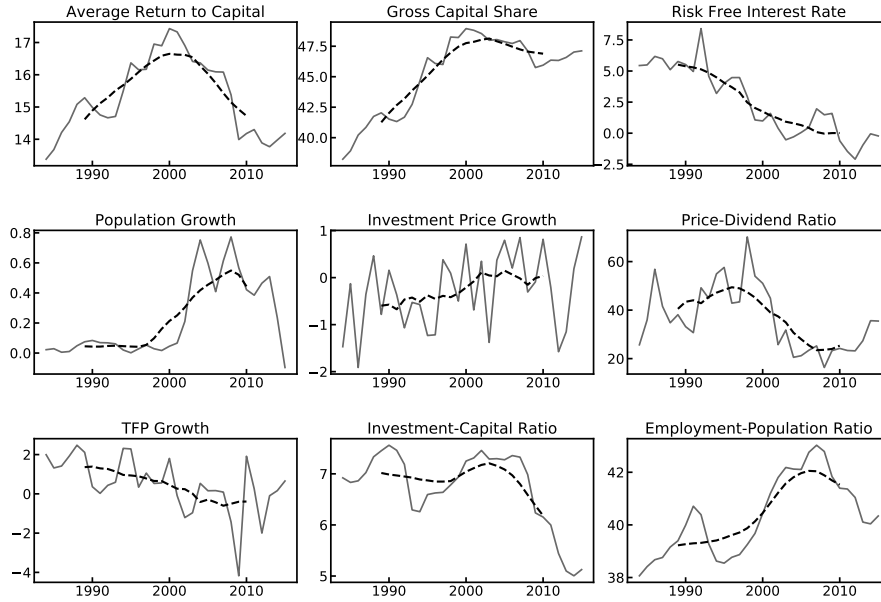 Average Return to Capital
17
16
15
14
1990 2000 2010
Gross Capital Share
47.5
45.0
42.5
40.0
1990 2000 2010
Risk Free Interest Rate
7.5
5.0
2.5
0.0
−2.5
1990 2000 2010
Population Growth
0.8
0.6
0.4
0.2
0.0
1990 2000 2010
Investment Price Growth
1
0
−1
−2
1990 2000 2010
Price-Dividend Ratio
60
40
20
1990 2000 2010
TFP Growth
2
0
−2
−4
1990 2000 2010
Investment-Capital Ratio
7
6
5
1990 2000 2010
Employment-Population Ratio
42
40
38
1990 2000 2010